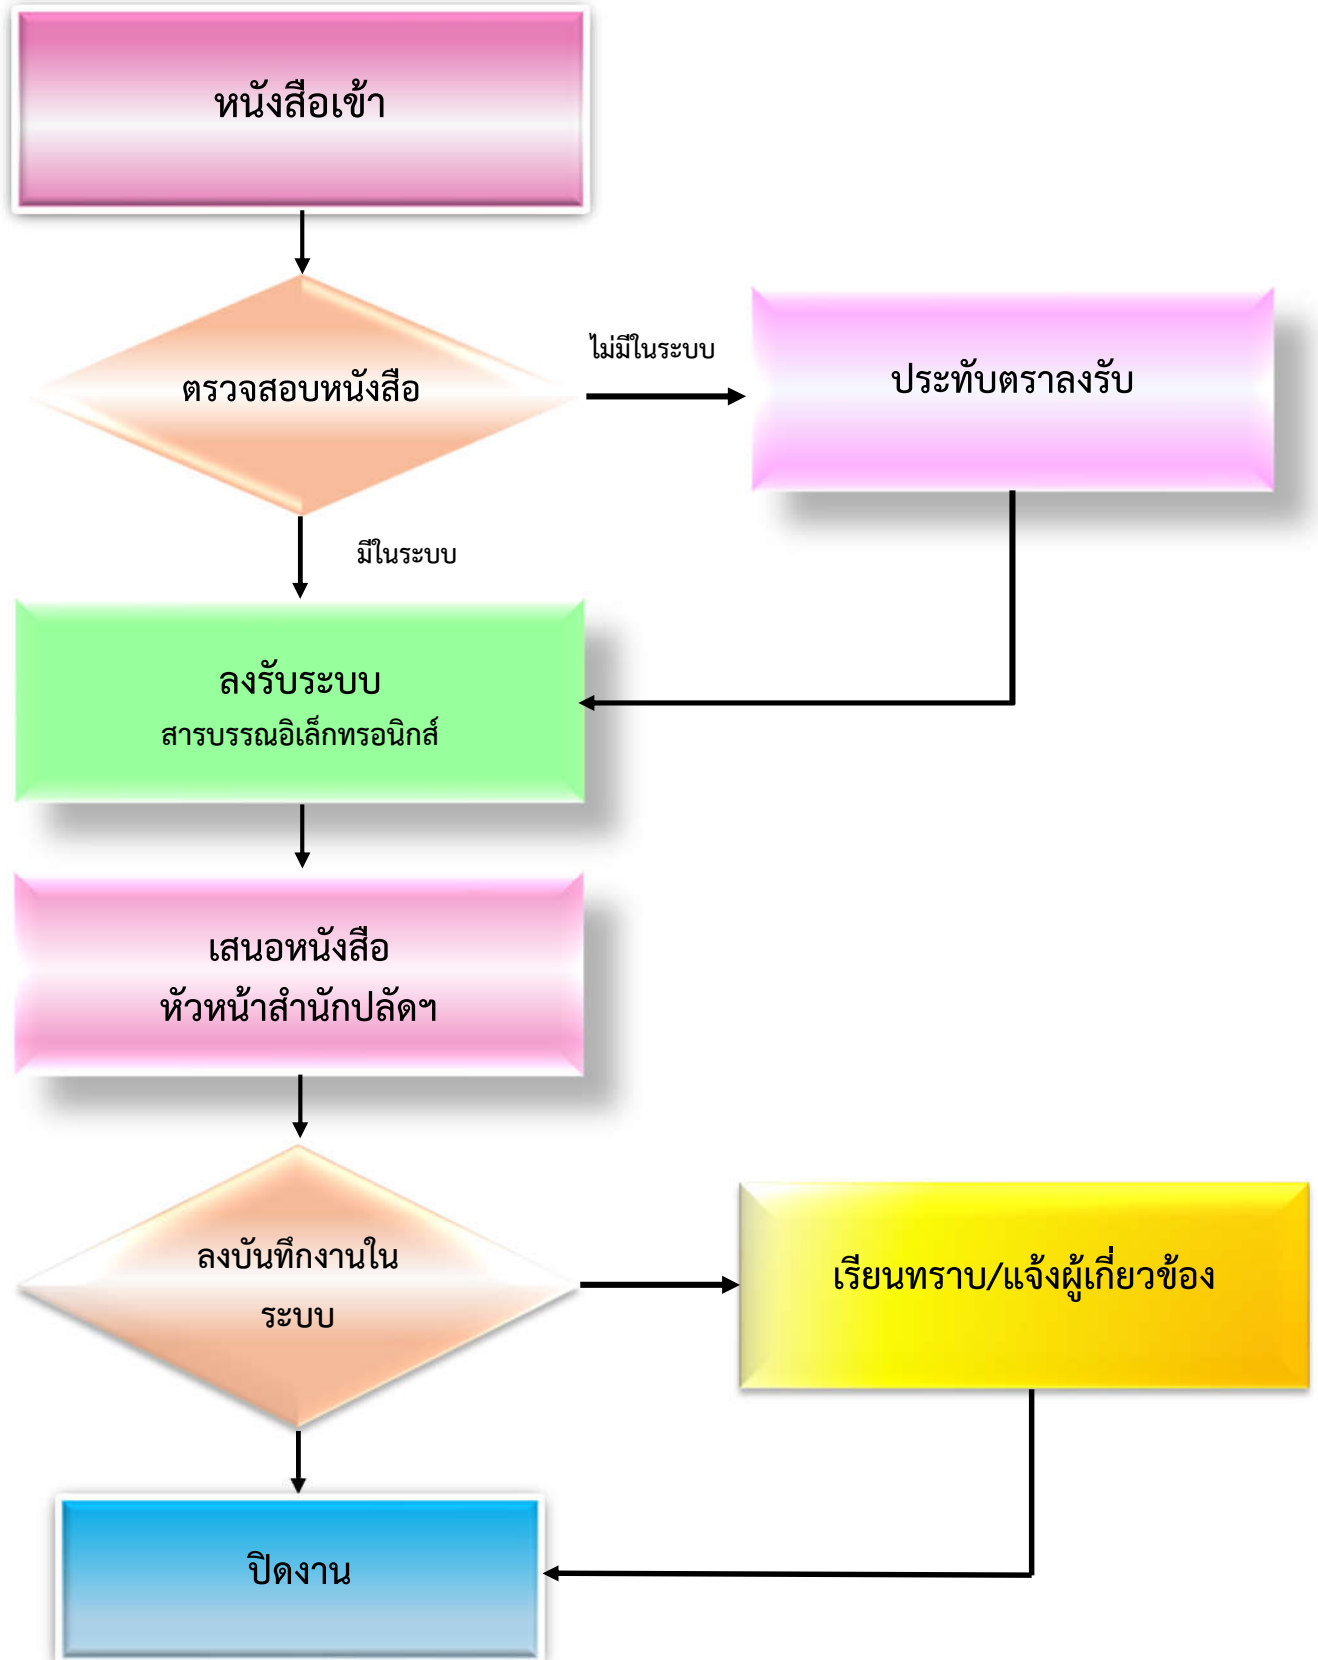 หนังสือเข้า
ตรวจสอบหนังสือ
ไม่มีในระบบ
ประทับตราลงรับ
มีในระบบ
ลงรับระบบ
สารบรรณอิเล็กทรอนิกส์
เสนอหนังสือ
หัวหน้าสำนักปลัดฯ
ลงบันทึกงานใน
ระบบ
เรียนทราบ/แจ้งผู้เกี่ยวข้อง
ปิดงาน